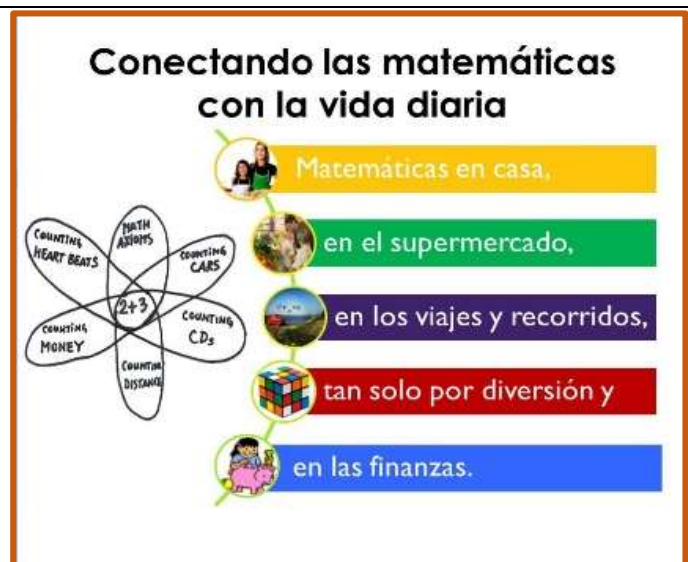 Conectando las matemáticas
con la vida diaria
Matemáticas en casa,
en el supermercado,
en los viajes y recorridos,
tan solo por diversión y
en las finanzas.
MATH
AXIOMS
COUNTING
HEART BEATS
COUNTING
CARS
2+3
COUNTING
CDs
COUNTING
MONEY
COUNTING
DISTANCE